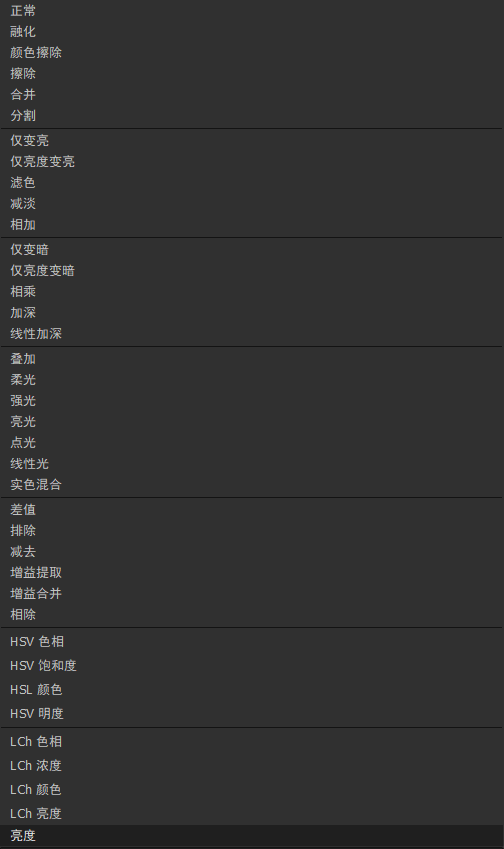 正常
融化
颜色擦除
擦除
合并
分割
仅变亮
仅亮度变亮
滤色
减淡
相加
仅变暗
仅亮度变暗
相乘
加深
线性加深
叠加
柔光
强光
亮光
点光
线性光
实色混合
差值
排除
减去
增益提取
增益合并
相除
HSV 色相
HSV 饱和度
HSL 颜色
HSV 明度
LCh 色相
LCh 浓度
LCh 颜色
LCh 亮度
亮度